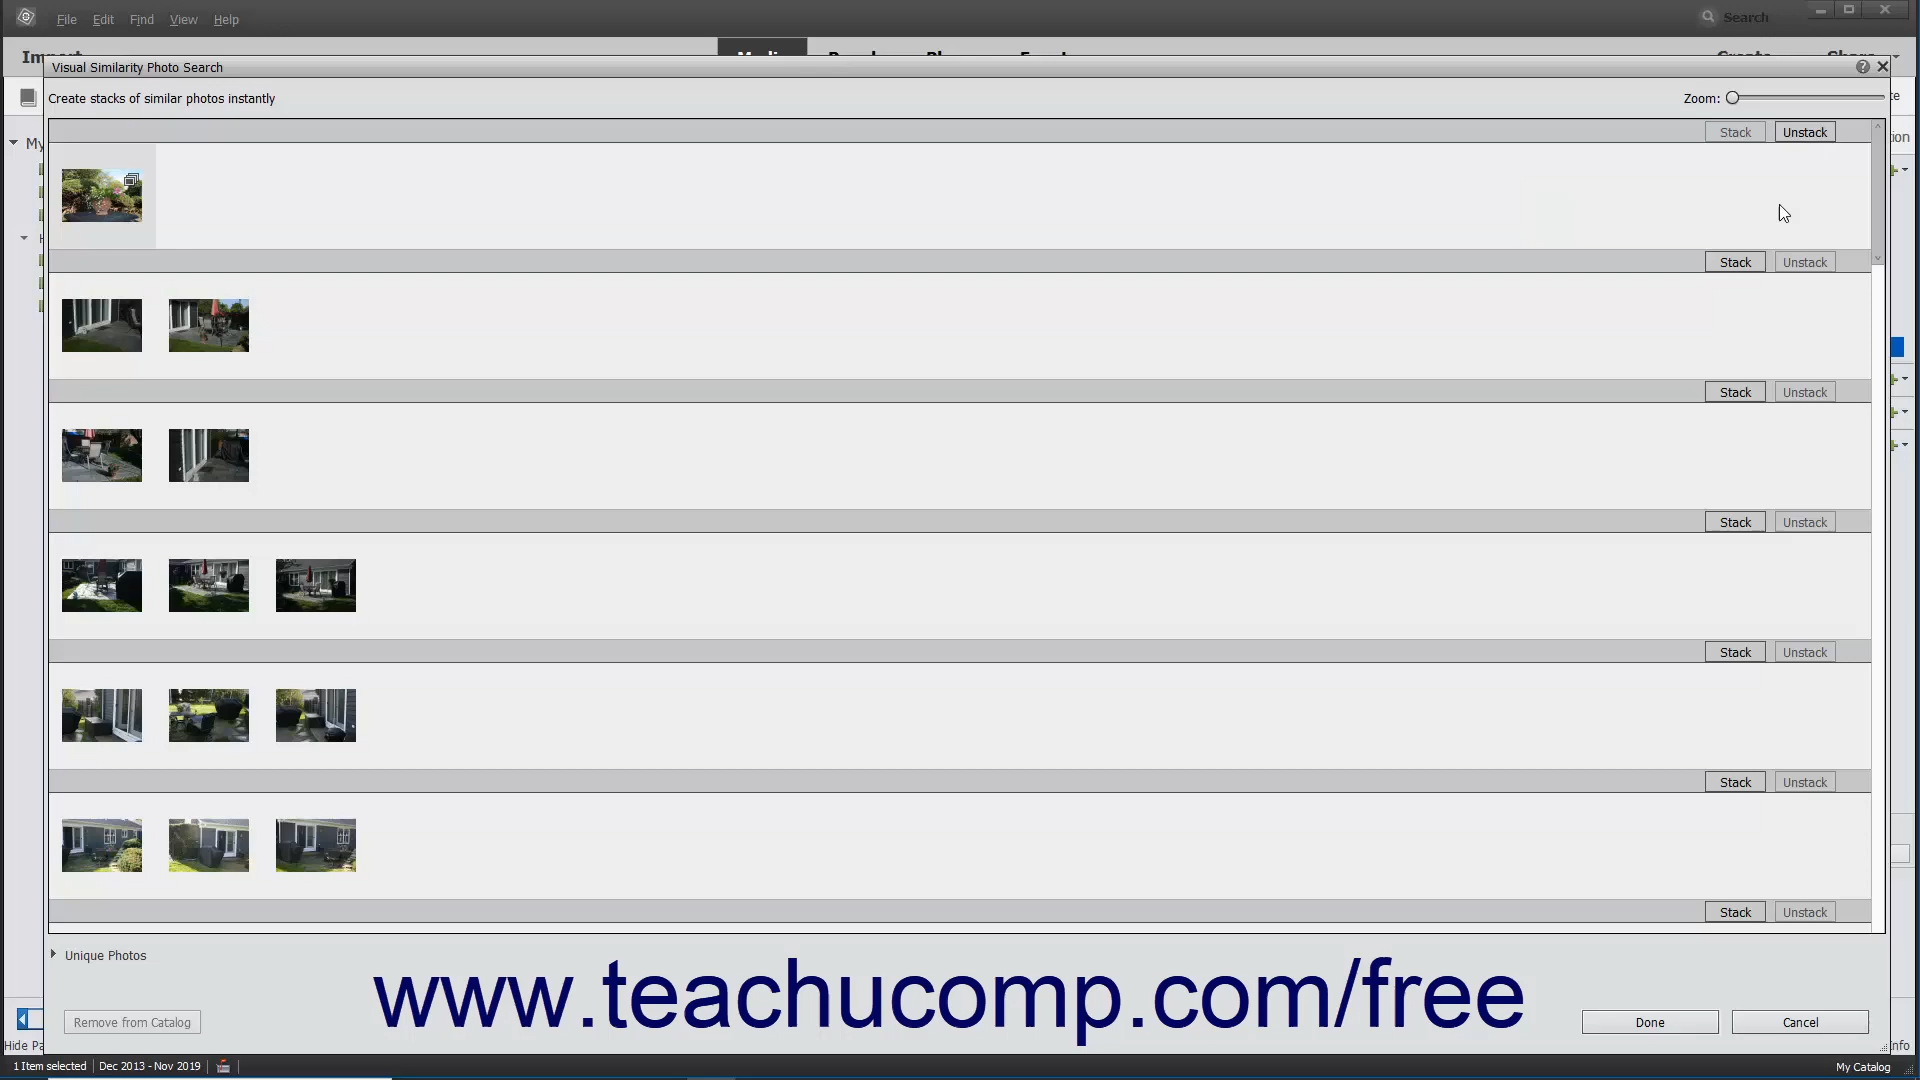 File Edit Find View Help
Search
Visual Similarity Photo Search
Create stacks of similar photos instantly
Zoom:
Stack Unstack
My
Stack Unstack
Stack Unstack
Stack Unstack
Stack Unstack
Stack Unstack
Stack Unstack
Unique Photos
www.teachucomp.com/free
Remove from Catalog
Done
Cancel
1 Item selected
Dec 2013 - Nov 2019
My Catalog